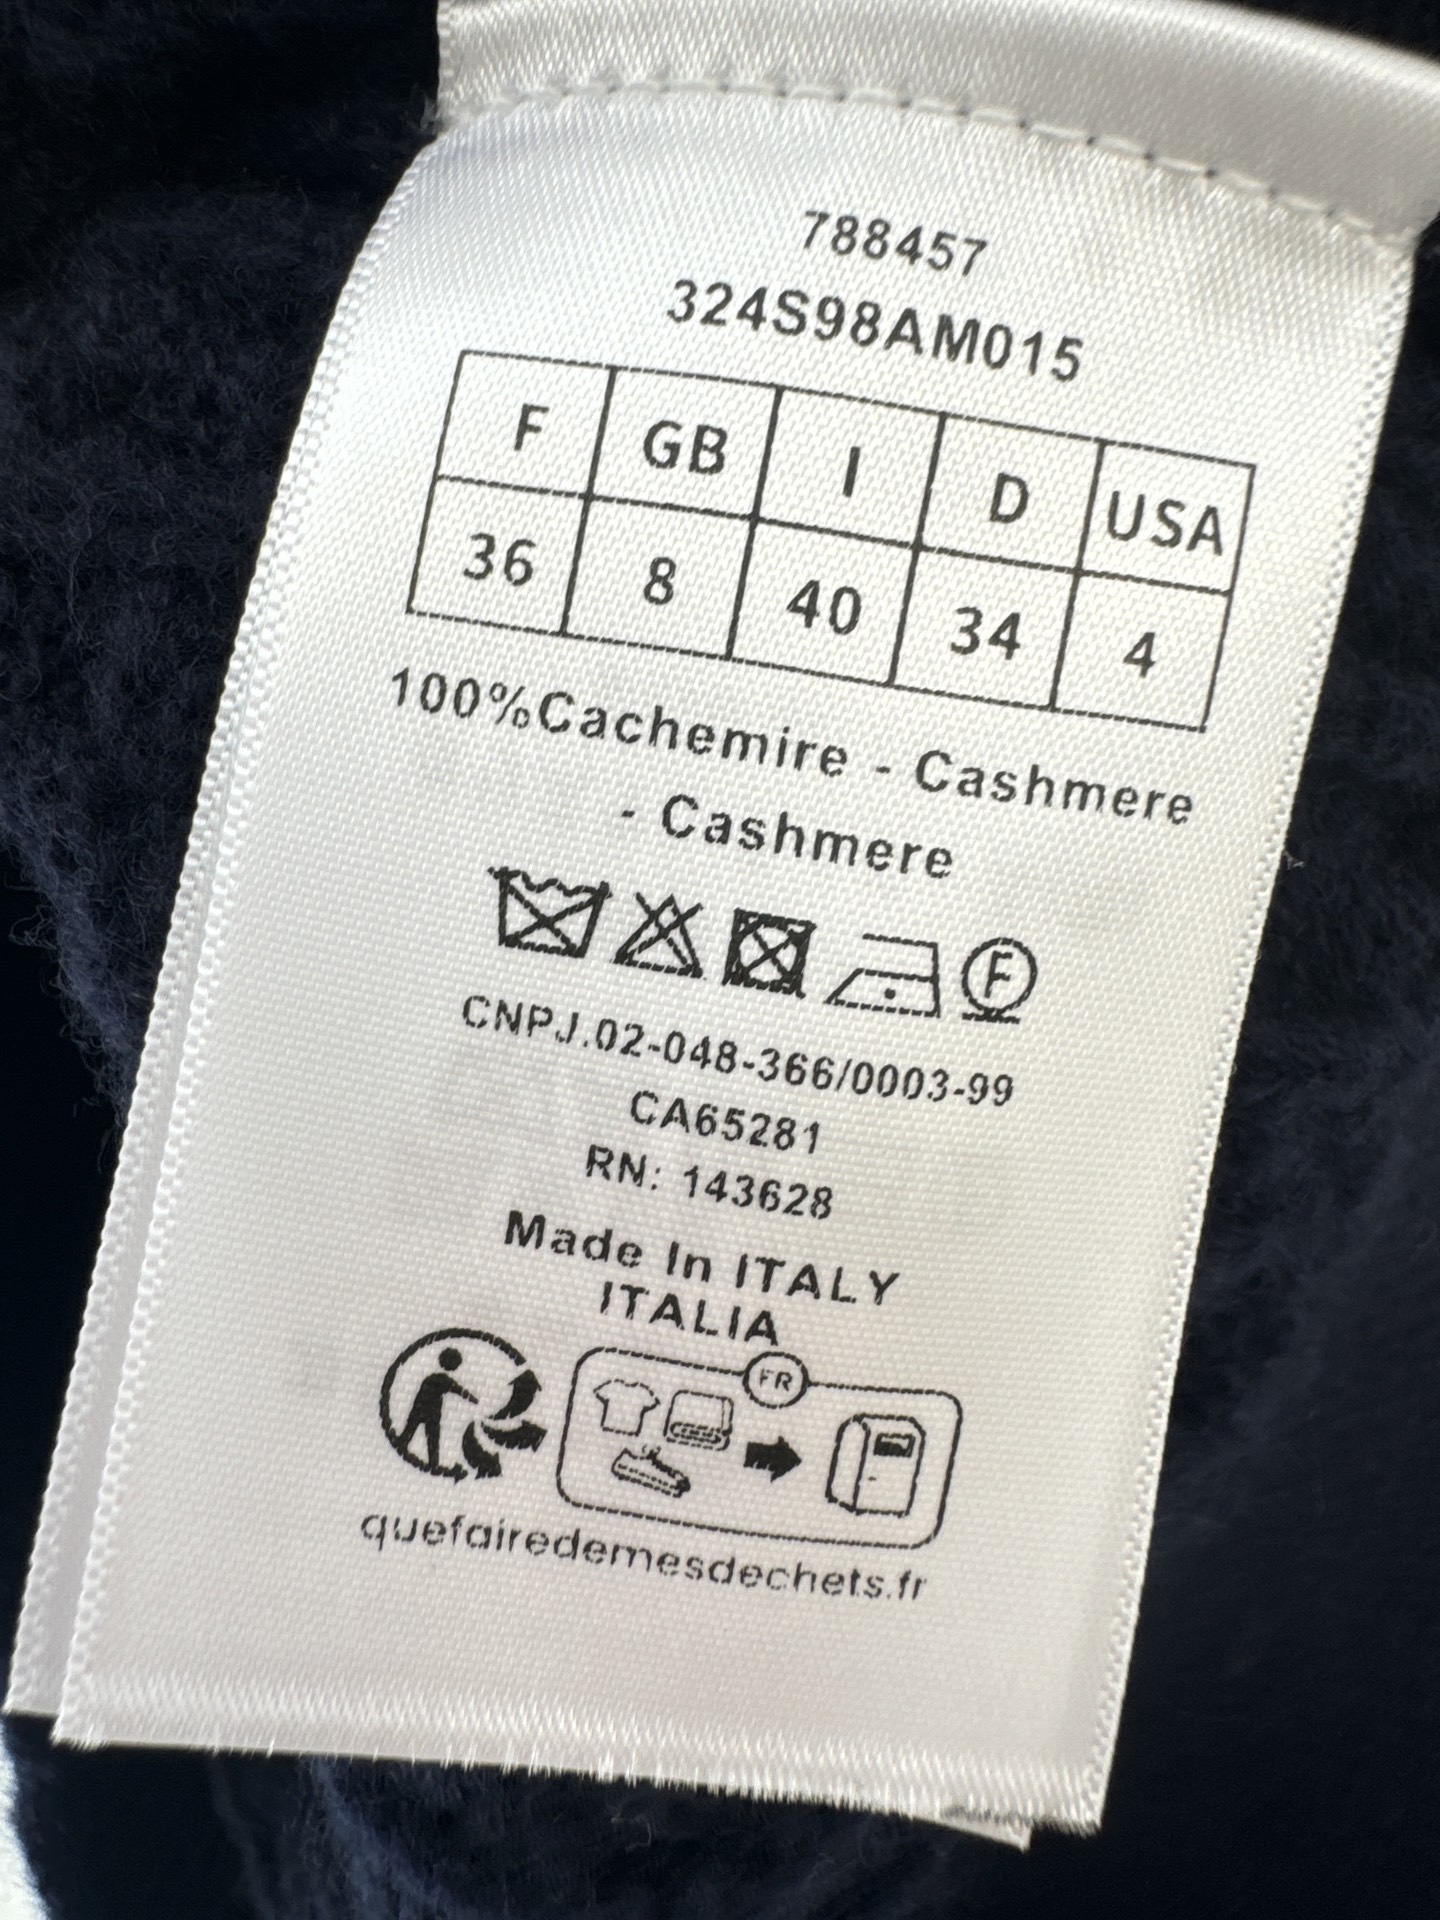 788457
324S98AM015
F GB I D USA
36 8 40 34 4
100%Cachemire - Cashmere
- Cashmere
F
CNPJ.02-048-366/0003-99
CA65281
RN: 143628
Made In ITALY
ITALIA
FR
quefairedemesdechets.fr